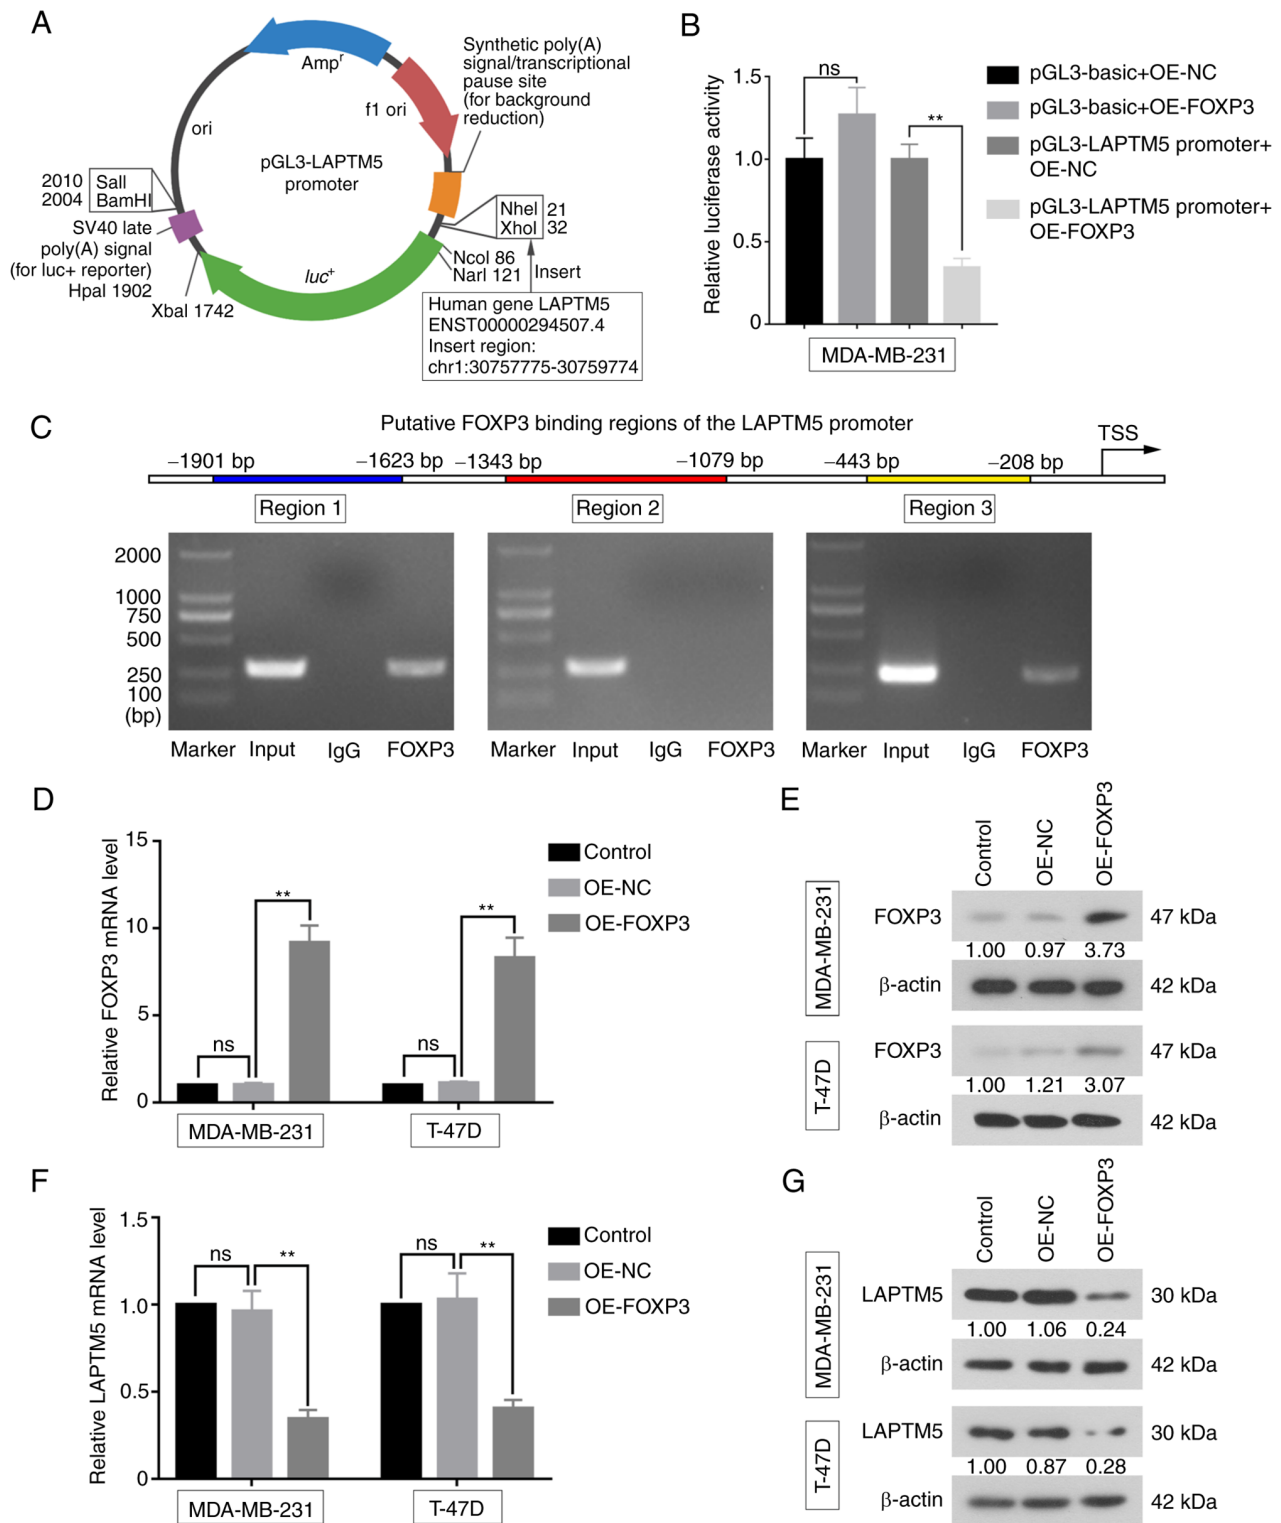 A
Amp^r
f1 ori
ori
pGL3-LAPTM5
promoter
Synthetic poly(A)
signal/transcriptional
pause site
(for background
reduction)
2010 SalI
2004 BamHI
SV40 late
poly(A) signal
(for luc+ reporter)
HpaI 1902
XbaI 1742
luc+
NheI 21
XhoI 32
NcoI 86
NarI 121
Insert
Human gene LAPTM5
ENST00000294507.4
Insert region:
chr1:30757775-30759774
B
Relative luciferase activity
1.5
1.0
0.5
0
ns
**
MDA-MB-231
pGL3-basic+OE-NC
pGL3-basic+OE-FOXP3
pGL3-LAPTM5 promoter+
OE-NC
pGL3-LAPTM5 promoter+
OE-FOXP3
C
Putative FOXP3 binding regions of the LAPTM5 promoter
TSS
−1901 bp −1623 bp −1343 bp −1079 bp −443 bp −208 bp
Region 1 Region 2 Region 3
2000
1000
750
500
250
100
(bp)
Marker Input IgG FOXP3 Marker Input IgG FOXP3 Marker Input IgG FOXP3
D
Relative FOXP3 mRNA level
15
10
5
0
ns
**
ns
**
MDA-MB-231 T-47D
Control
OE-NC
OE-FOXP3
E
Control OE-NC OE-FOXP3
MDA-MB-231
FOXP3 47 kDa
1.00 0.97 3.73
β-actin 42 kDa
T-47D
FOXP3 47 kDa
1.00 1.21 3.07
β-actin 42 kDa
F
Relative LAPTM5 mRNA level
1.5
1.0
0.5
0
ns
**
ns
**
MDA-MB-231 T-47D
Control
OE-NC
OE-FOXP3
G
Control OE-NC OE-FOXP3
MDA-MB-231
LAPTM5 30 kDa
1.00 1.06 0.24
β-actin 42 kDa
T-47D
LAPTM5 30 kDa
1.00 0.87 0.28
β-actin 42 kDa